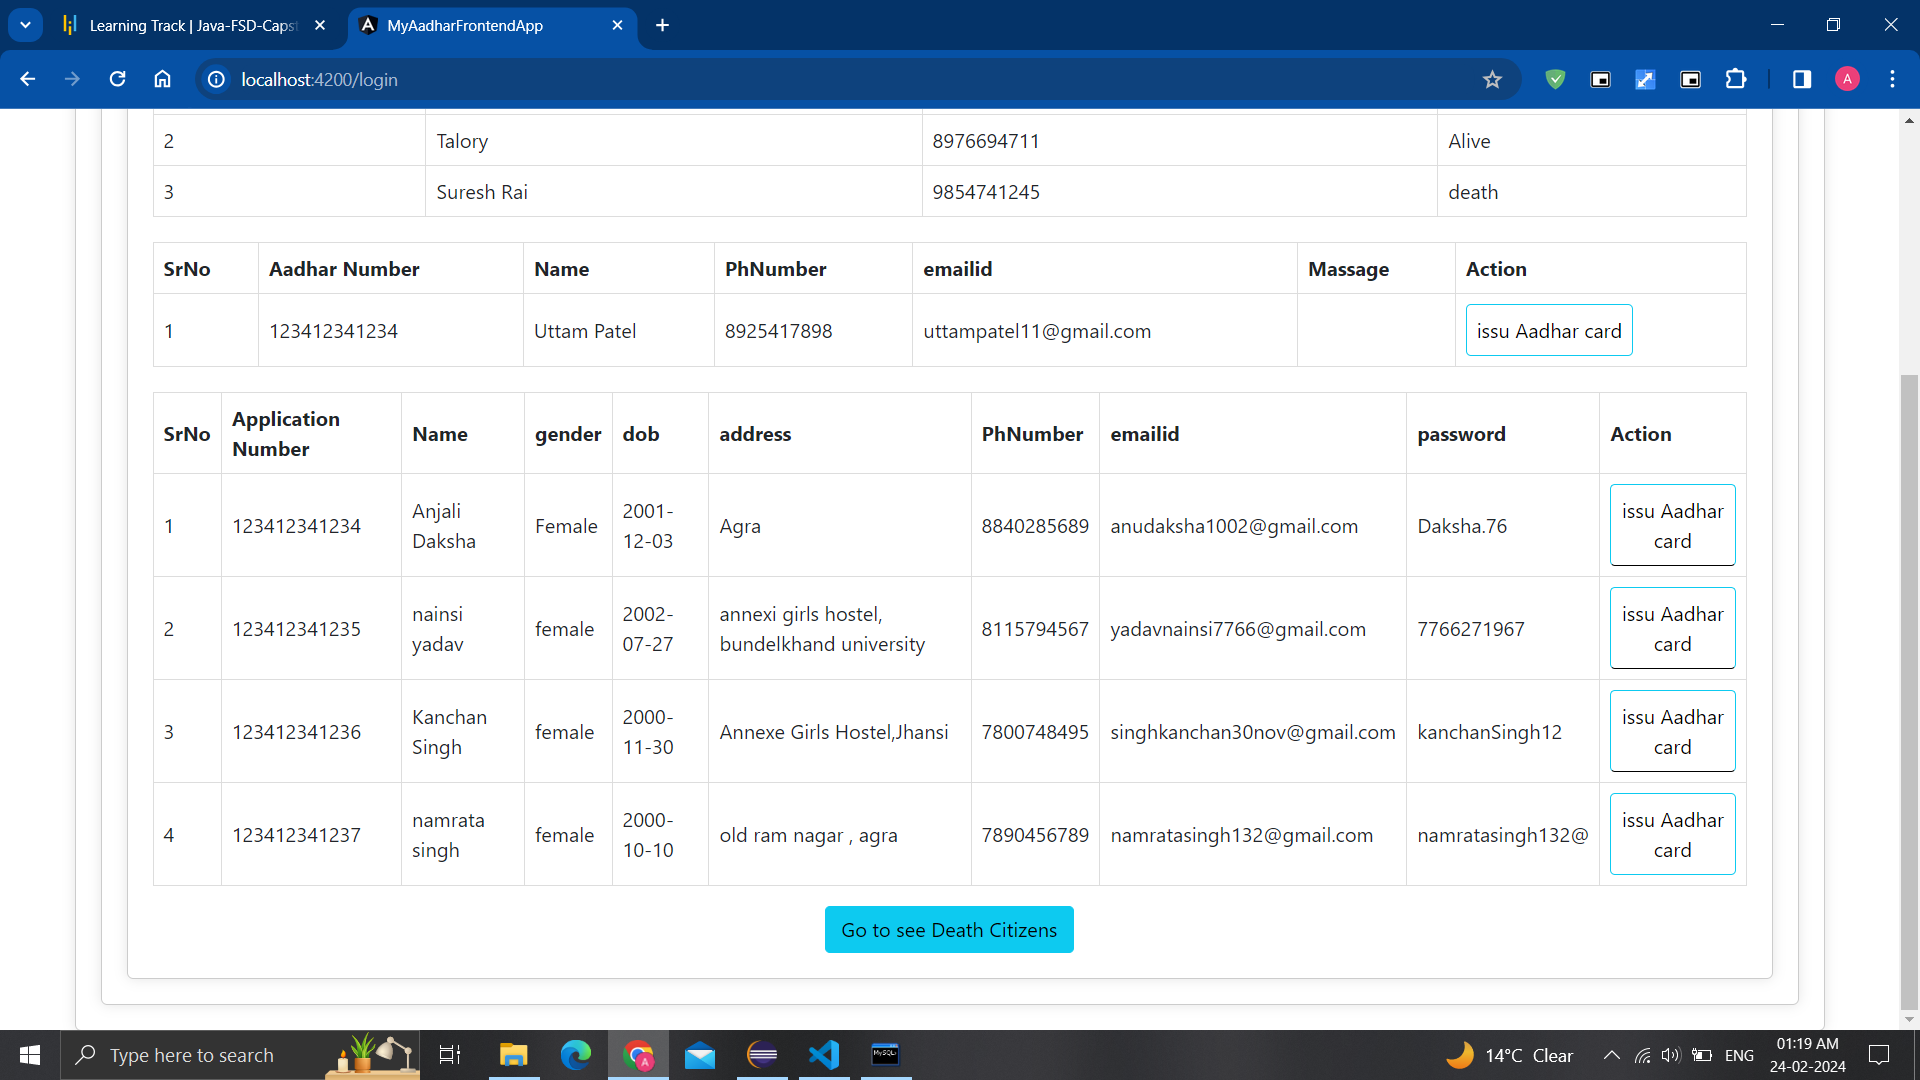 Learning Track | Java-FSD-Capst
MyAadharFrontendApp
localhost:4200/login
A
2 Talory 8976694711 Alive
3 Suresh Rai 9854741245 death
SrNo Aadhar Number Name PhNumber emailid Massage Action
1 123412341234 Uttam Patel 8925417898 uttampatel11@gmail.com issu Aadhar card
SrNo Application Number Name gender dob address PhNumber emailid password Action
1 123412341234 Anjali Daksha Female 2001-12-03 Agra 8840285689 anudaksha1002@gmail.com Daksha.76 issu Aadhar card
2 123412341235 nainsi yadav female 2002-07-27 annexi girls hostel, bundelkhand university 8115794567 yadavnainsi7766@gmail.com 7766271967 issu Aadhar card
3 123412341236 Kanchan Singh female 2000-11-30 Annexe Girls Hostel,Jhansi 7800748495 singhkanchan30nov@gmail.com kanchanSingh12 issu Aadhar card
4 123412341237 namrata singh female 2000-10-10 old ram nagar , agra 7890456789 namratasingh132@gmail.com namratasingh132@ issu Aadhar card
Go to see Death Citizens
Type here to search
14°C Clear
ENG
01:19 AM
24-02-2024